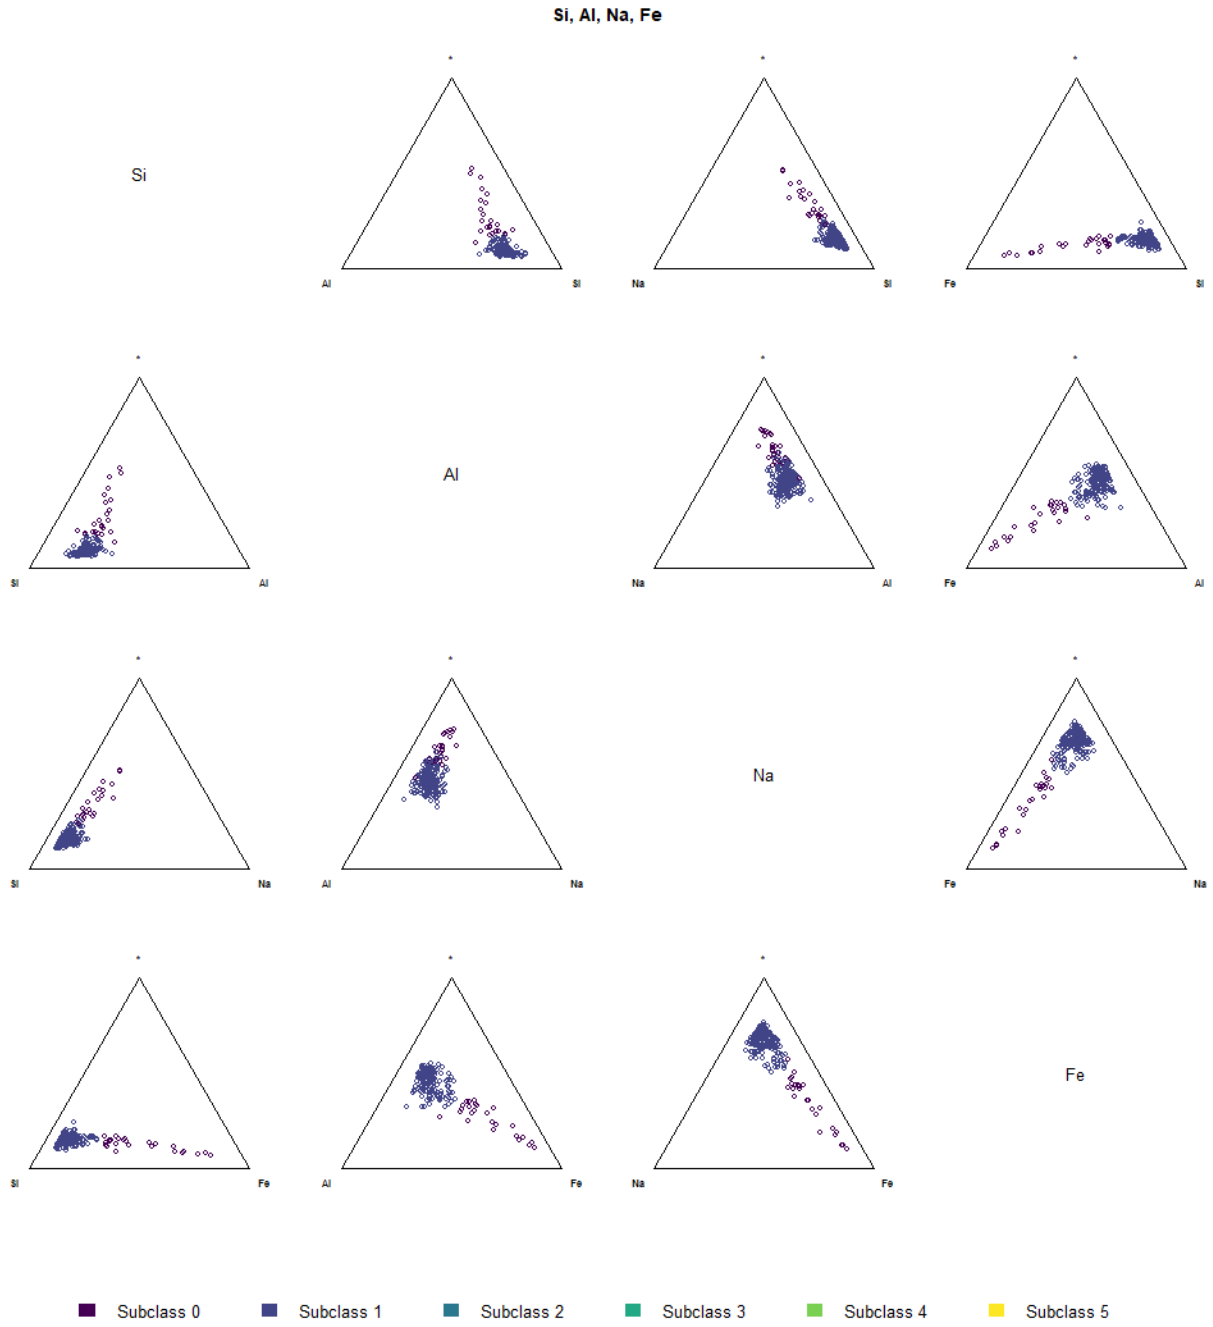 Si, Al, Na, Fe
* * *
Si
Al Si Na Si Fe Si
* * *
Al
Si Al Na Al Fe Al
* * *
Na
Si Na Al Na Fe Na
* * *
Fe
Si Fe Al Fe Na Fe
Subclass 0 Subclass 1 Subclass 2 Subclass 3 Subclass 4 Subclass 5